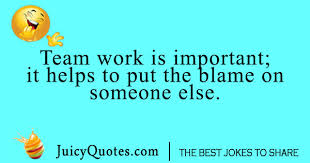 Team work is important;
it helps to put the blame on
someone else.
JuicyQuotes.com
THE BEST JOKES TO SHARE